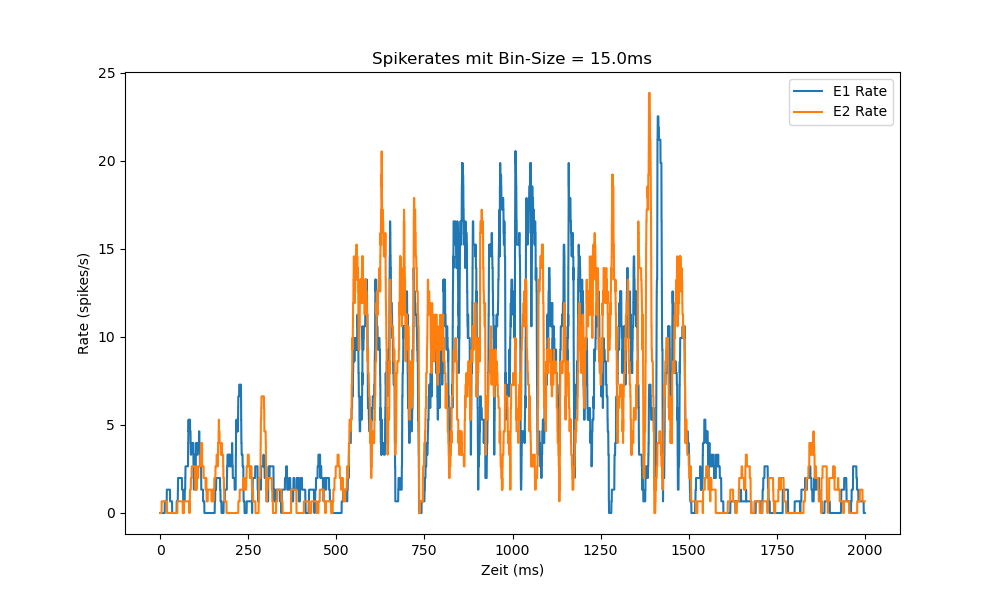 Spikerates mit Bin-Size = 15.0ms
E1 Rate
E2 Rate
Rate (spikes/s)
25
20
15
10
5
0
0 250 500 750 1000 1250 1500 1750 2000
Zeit (ms)